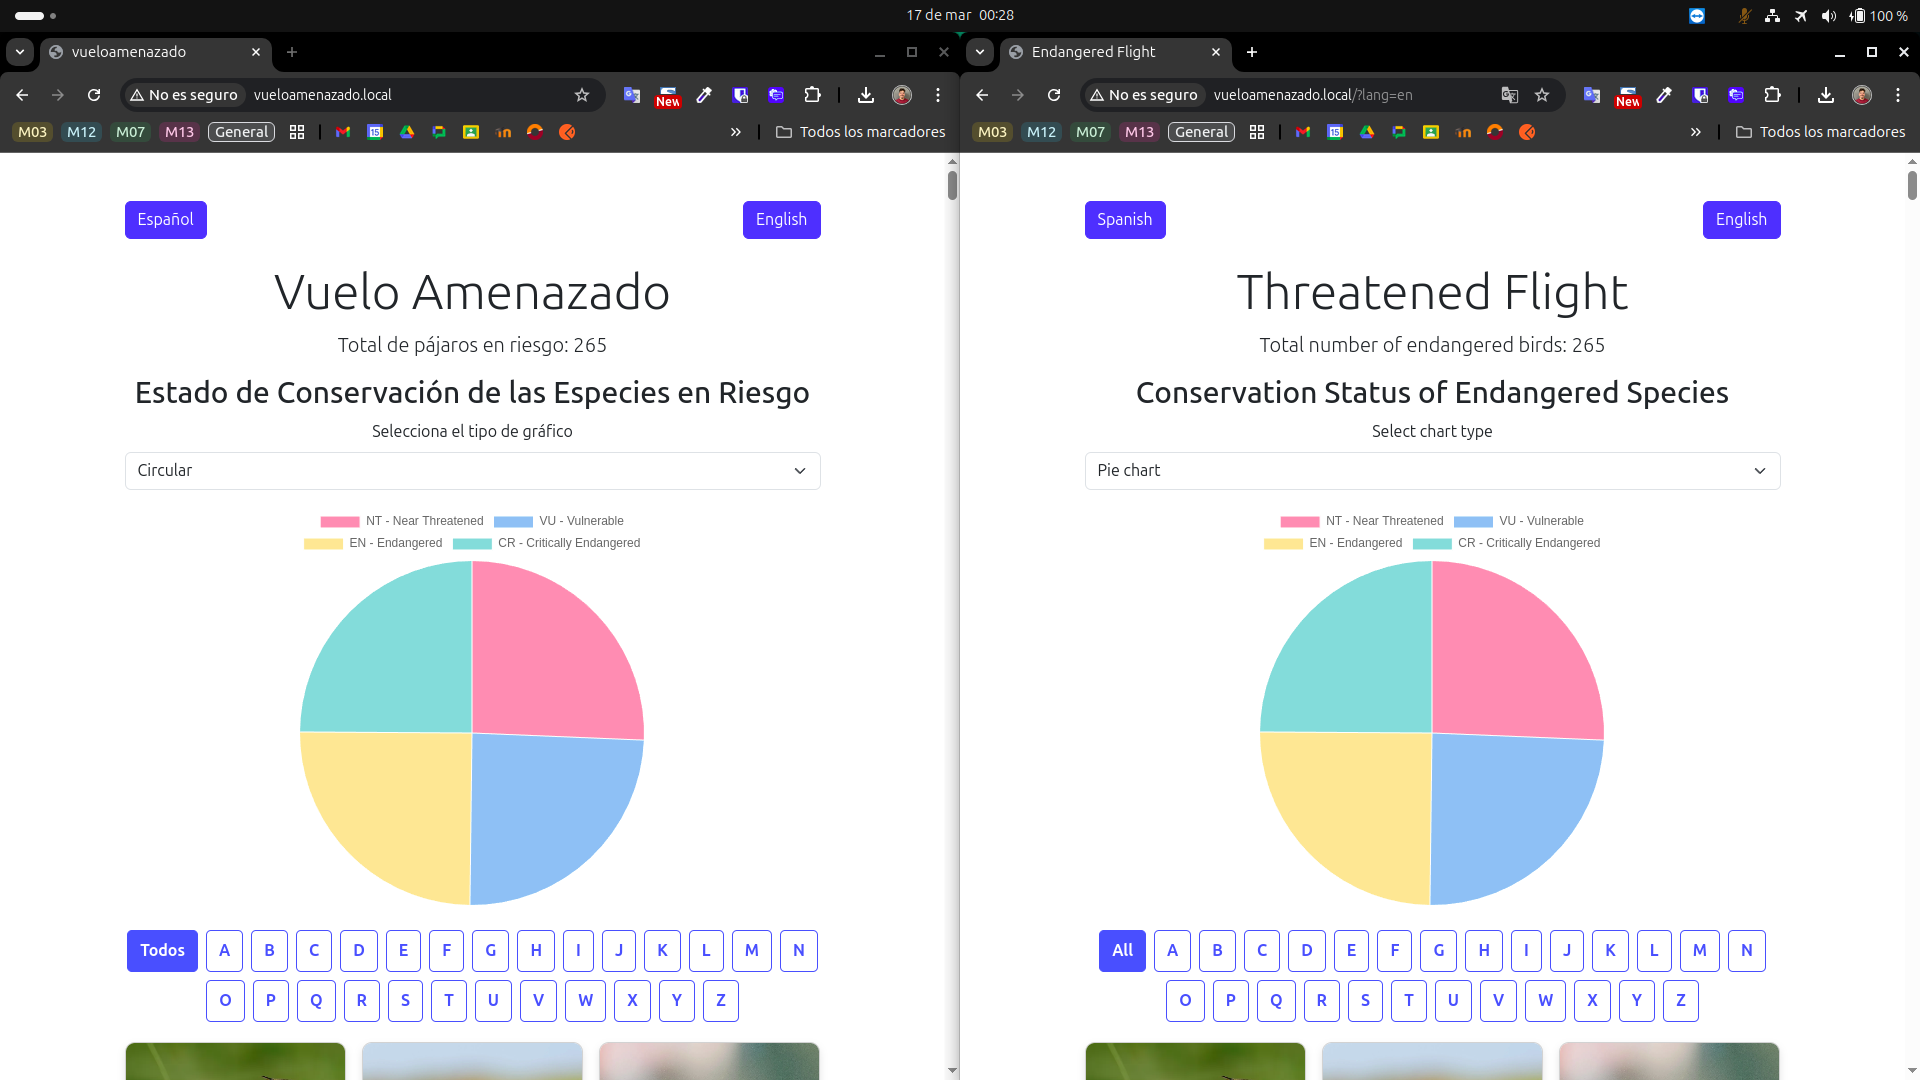 17 de mar 00:28
100 %
vueloamenazado
No es seguro
vueloamenazado.local
New
M03 M12 M07 M13 General
15
in
» Todos los marcadores
Español
English
Vuelo Amenazado
Total de pájaros en riesgo: 265
Estado de Conservación de las Especies en Riesgo
Selecciona el tipo de gráfico
Circular
NT - Near Threatened VU - Vulnerable
EN - Endangered CR - Critically Endangered
Todos A B C D E F G H I J K L M N
O P Q R S T U V W X Y Z
Endangered Flight
No es seguro
vueloamenazado.local/?lang=en
New
M03 M12 M07 M13 General
15
in
» Todos los marcadores
Spanish
English
Threatened Flight
Total number of endangered birds: 265
Conservation Status of Endangered Species
Select chart type
Pie chart
NT - Near Threatened VU - Vulnerable
EN - Endangered CR - Critically Endangered
All A B C D E F G H I J K L M N
O P Q R S T U V W X Y Z